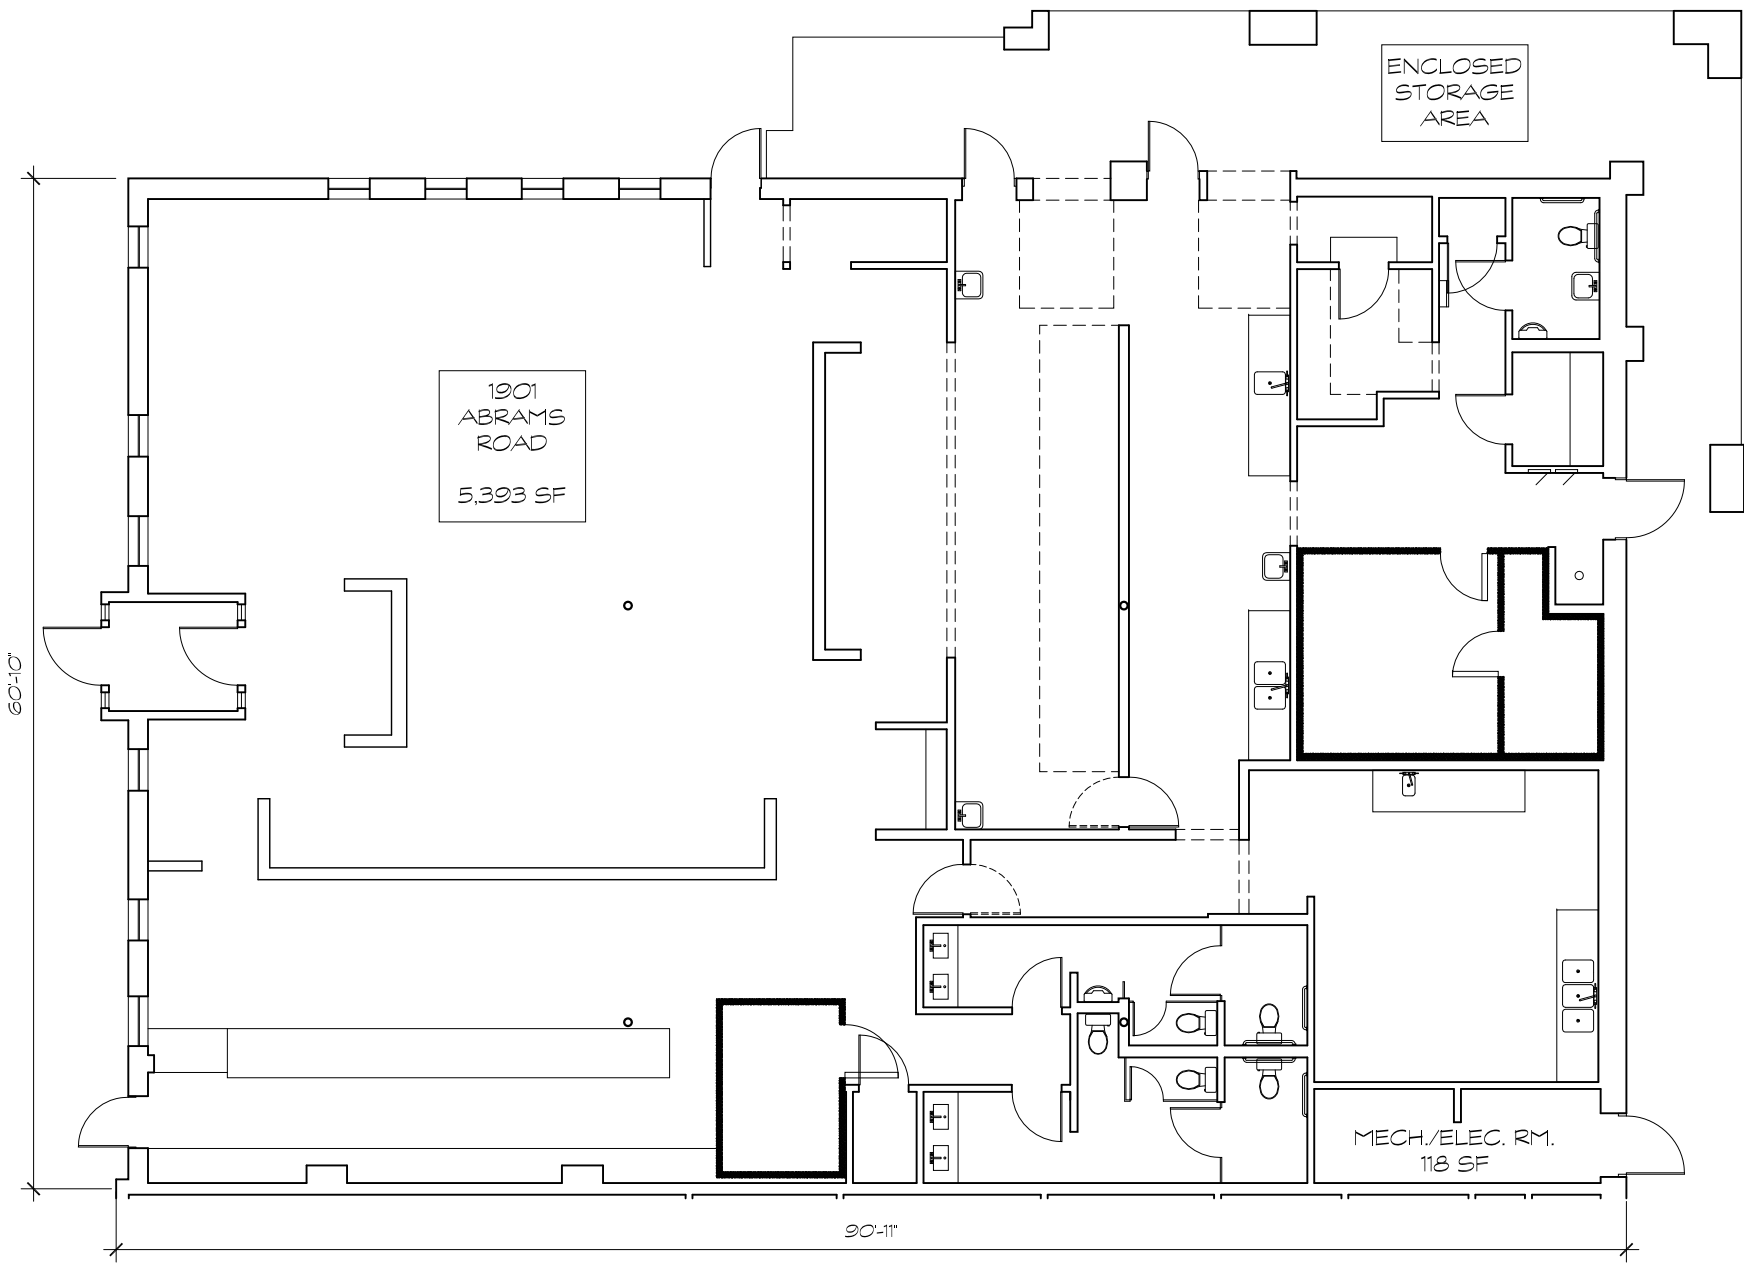 ENCLOSED
STORAGE
AREA
1901
ABRAMS
ROAD
5,393 SF
60'-10"
MECH./ELEC. RM.
118 SF
90'-11"